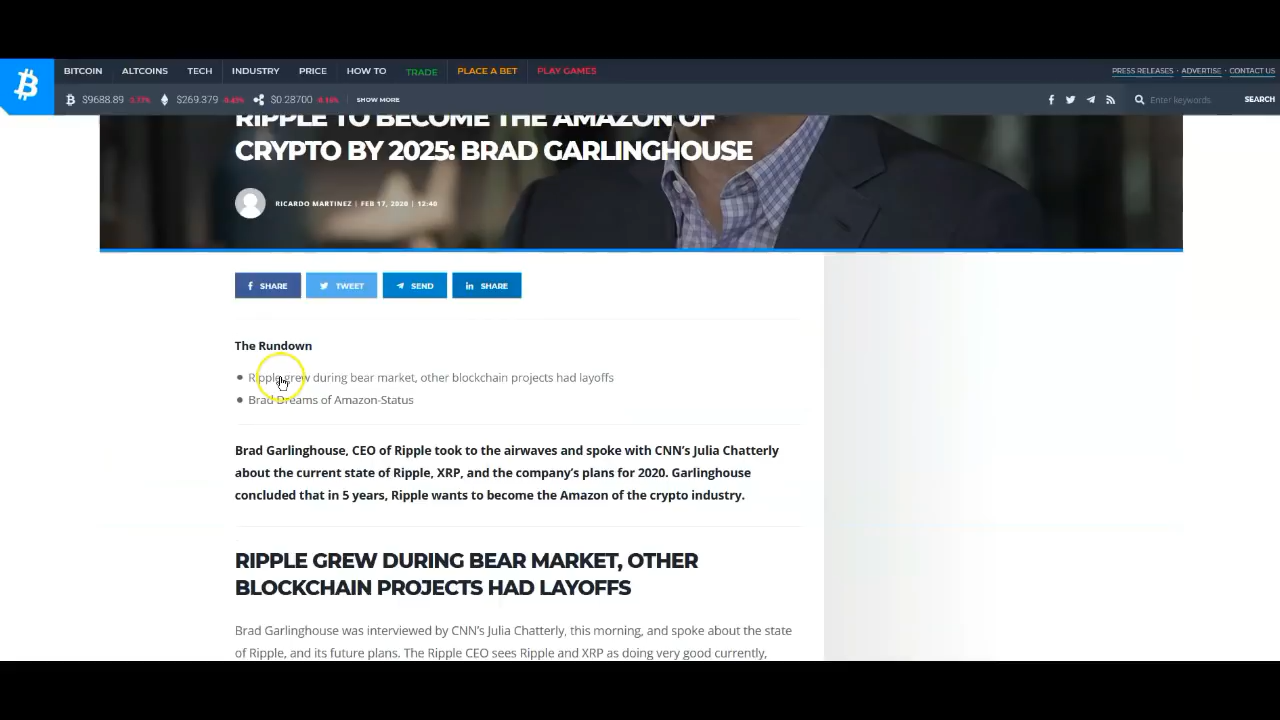 BITCOIN ALTCOINS TECH INDUSTRY PRICE HOW TO TRADE PLACE A BET PLAY GAMES PRESS RELEASES · ADVERTISE · CONTACT US
$9688.89 0.77% $269.379 0.43% $0.28700 0.16% SHOW MORE Enter keywords SEARCH
RIPPLE TO BECOME THE AMAZON OF
CRYPTO BY 2025: BRAD GARLINGHOUSE
RICARDO MARTINEZ | FEB 17, 2020 | 12:40
SHARE TWEET SEND SHARE
The Rundown
Ripple grew during bear market, other blockchain projects had layoffs
Brad Dreams of Amazon-Status
Brad Garlinghouse, CEO of Ripple took to the airwaves and spoke with CNN's Julia Chatterly
about the current state of Ripple, XRP, and the company's plans for 2020. Garlinghouse
concluded that in 5 years, Ripple wants to become the Amazon of the crypto industry.
RIPPLE GREW DURING BEAR MARKET, OTHER
BLOCKCHAIN PROJECTS HAD LAYOFFS
Brad Garlinghouse was interviewed by CNN's Julia Chatterly, this morning, and spoke about the state
of Ripple, and its future plans. The Ripple CEO sees Ripple and XRP as doing very good currently,